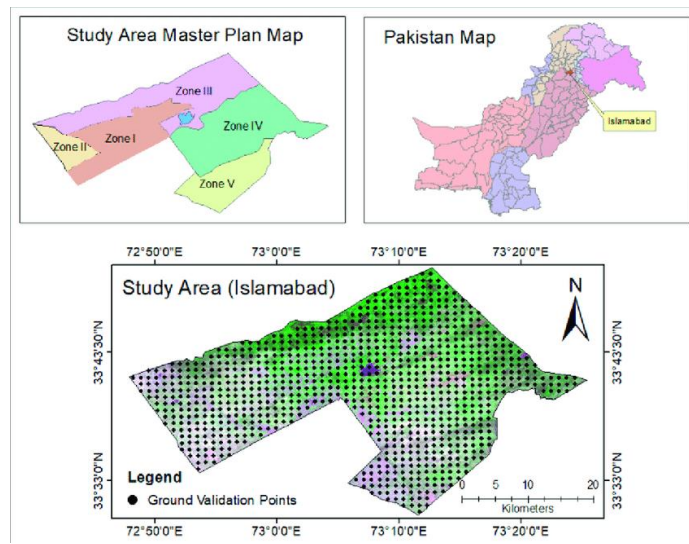 Study Area Master Plan Map
Zone III
Zone I
Zone II
Zone IV
Zone V
Pakistan Map
Islamabad
72°50'0"E 73°0'0"E 73°10'0"E 73°20'0"E
Study Area (Islamabad)
N
33°43'30"N 33°43'30"N
33°33'0"N 33°33'0"N
Legend
Ground Validation Points
0 5 10 20
Kilometers
72°50'0"E 73°0'0"E 73°10'0"E 73°20'0"E